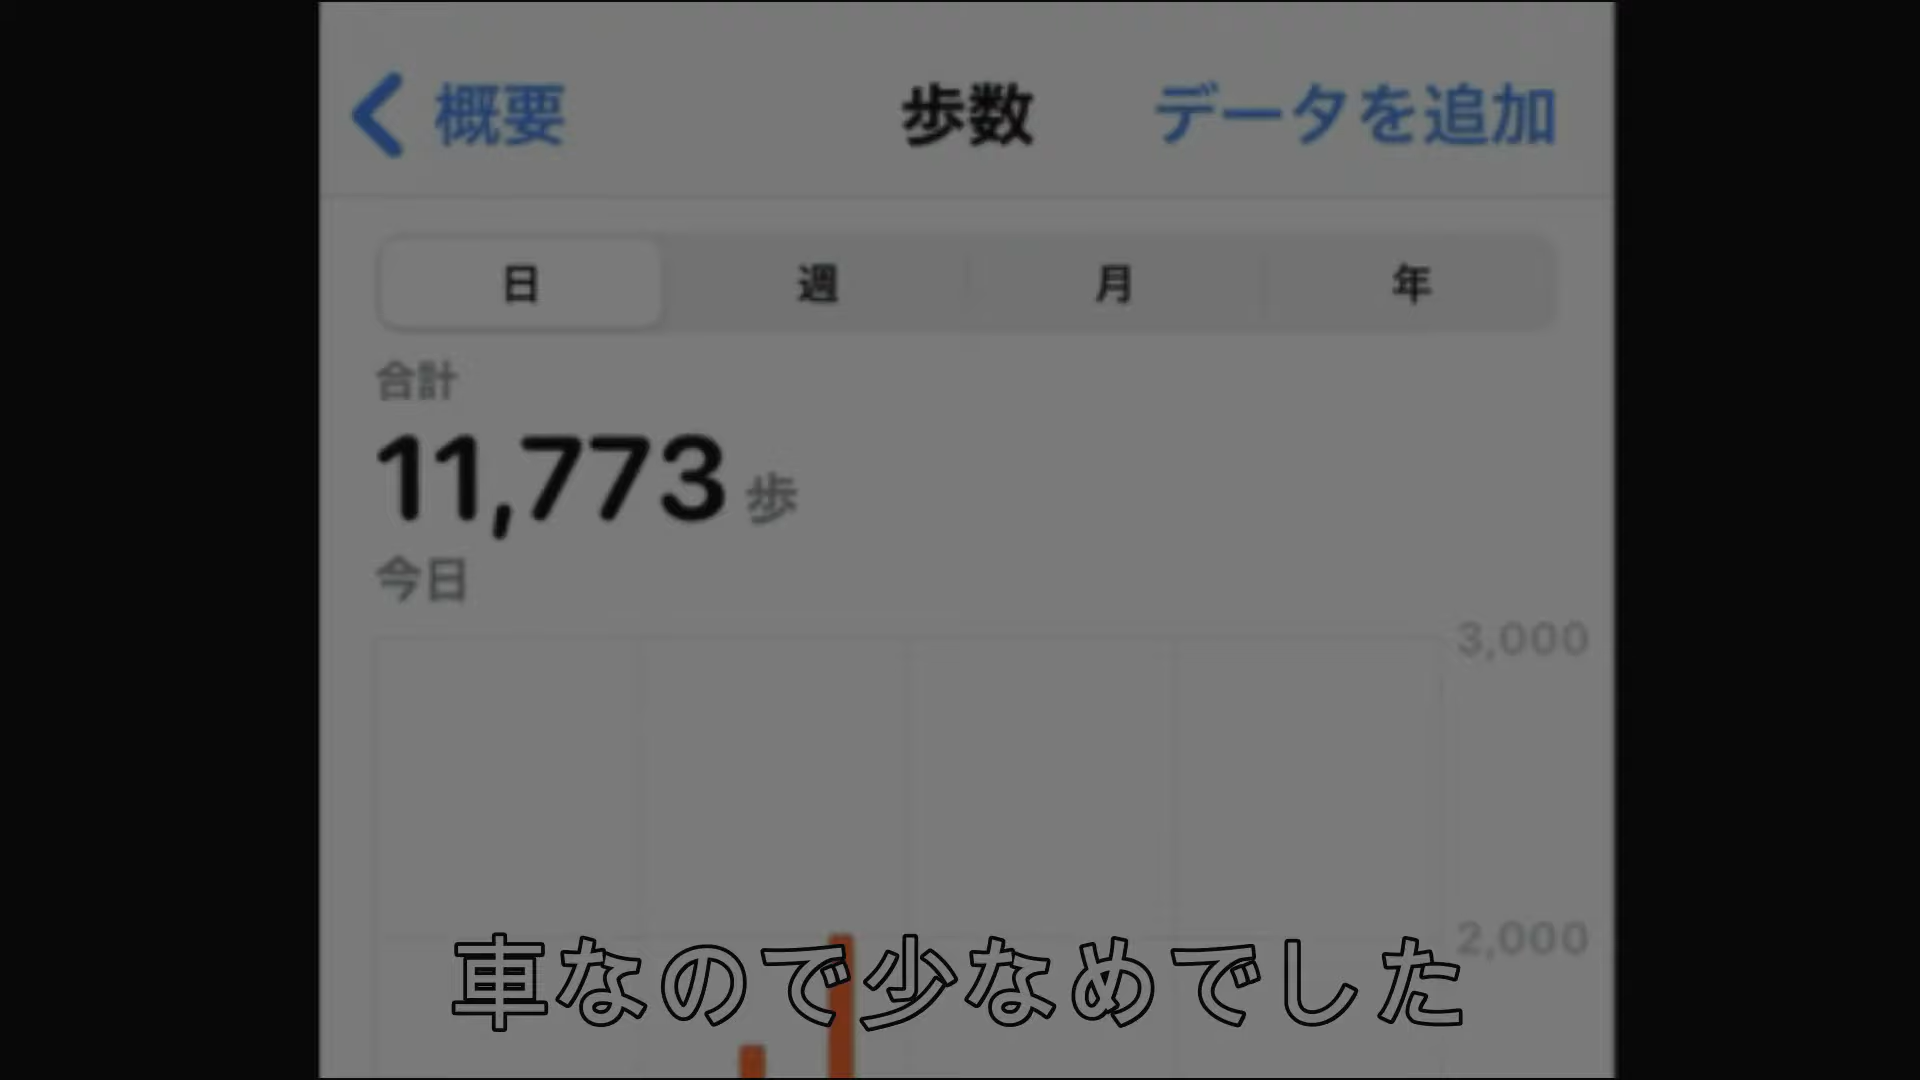 概要 歩数 データを追加
日 週 月 年
合計
11,773 歩
今日
3,000
2,000
車なので少なめでした